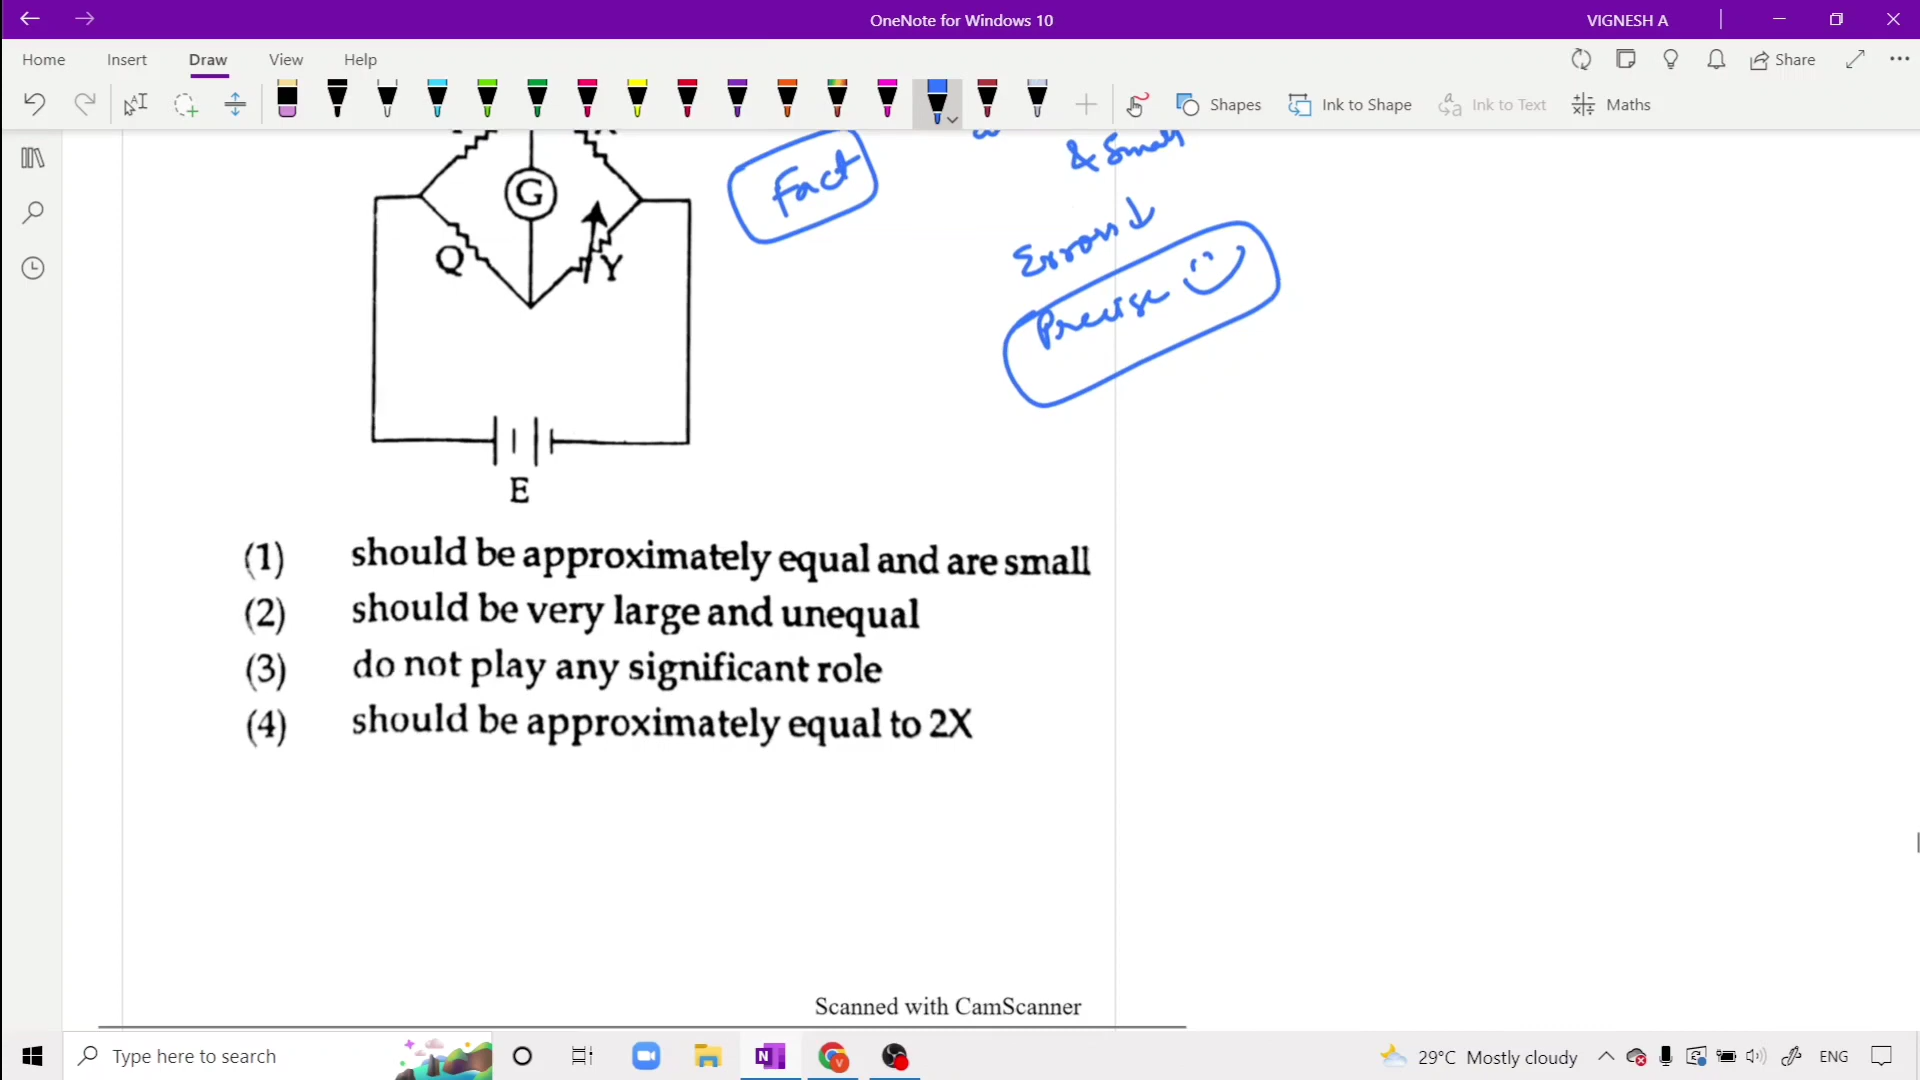 OneNote for Windows 10
VIGNESH A
Home
Insert
Draw
View
Help
Share
Shapes
Ink to Shape
Ink to Text
Maths
& Small
Fact
G
Q
Y
Errors↓
Precise
E
(1) should be approximately equal and are small
(2) should be very large and unequal
(3) do not play any significant role
(4) should be approximately equal to 2X
Scanned with CamScanner
Type here to search
29°C Mostly cloudy
ENG